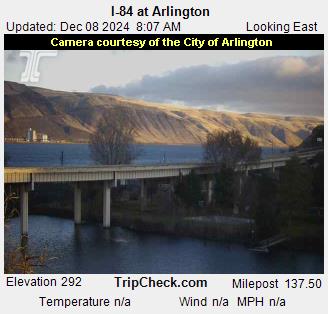 I-84 at Arlington
Updated: Dec 08 2024 8:07 AM Looking East
Camera courtesy of the City of Arlington
Elevation 292 TripCheck.com Milepost 137.50
Temperature n/a Wind n/a MPH n/a